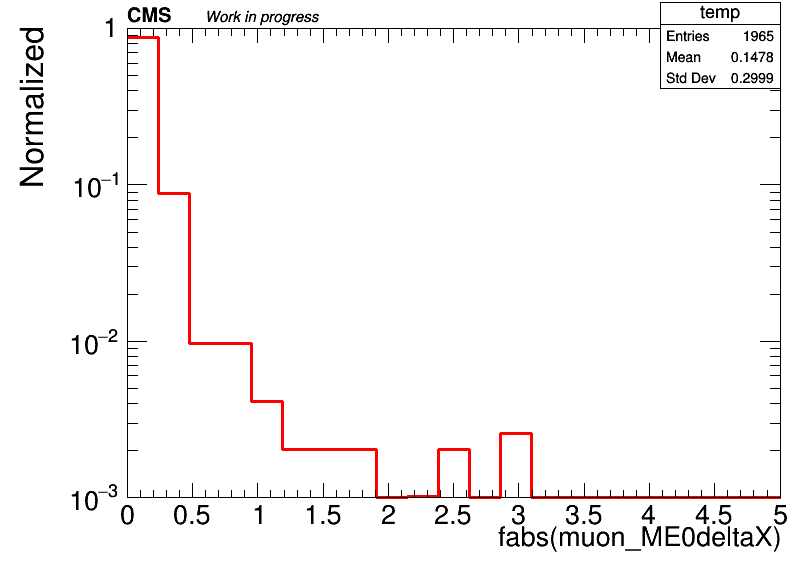 CMS Work in progress
temp
Entries 1965
Mean 0.1478
Std Dev 0.2999
Normalized
1
10−1
10−2
10−3
0 0.5 1 1.5 2 2.5 3 3.5 4 4.5 5
fabs(muon_ME0deltaX)